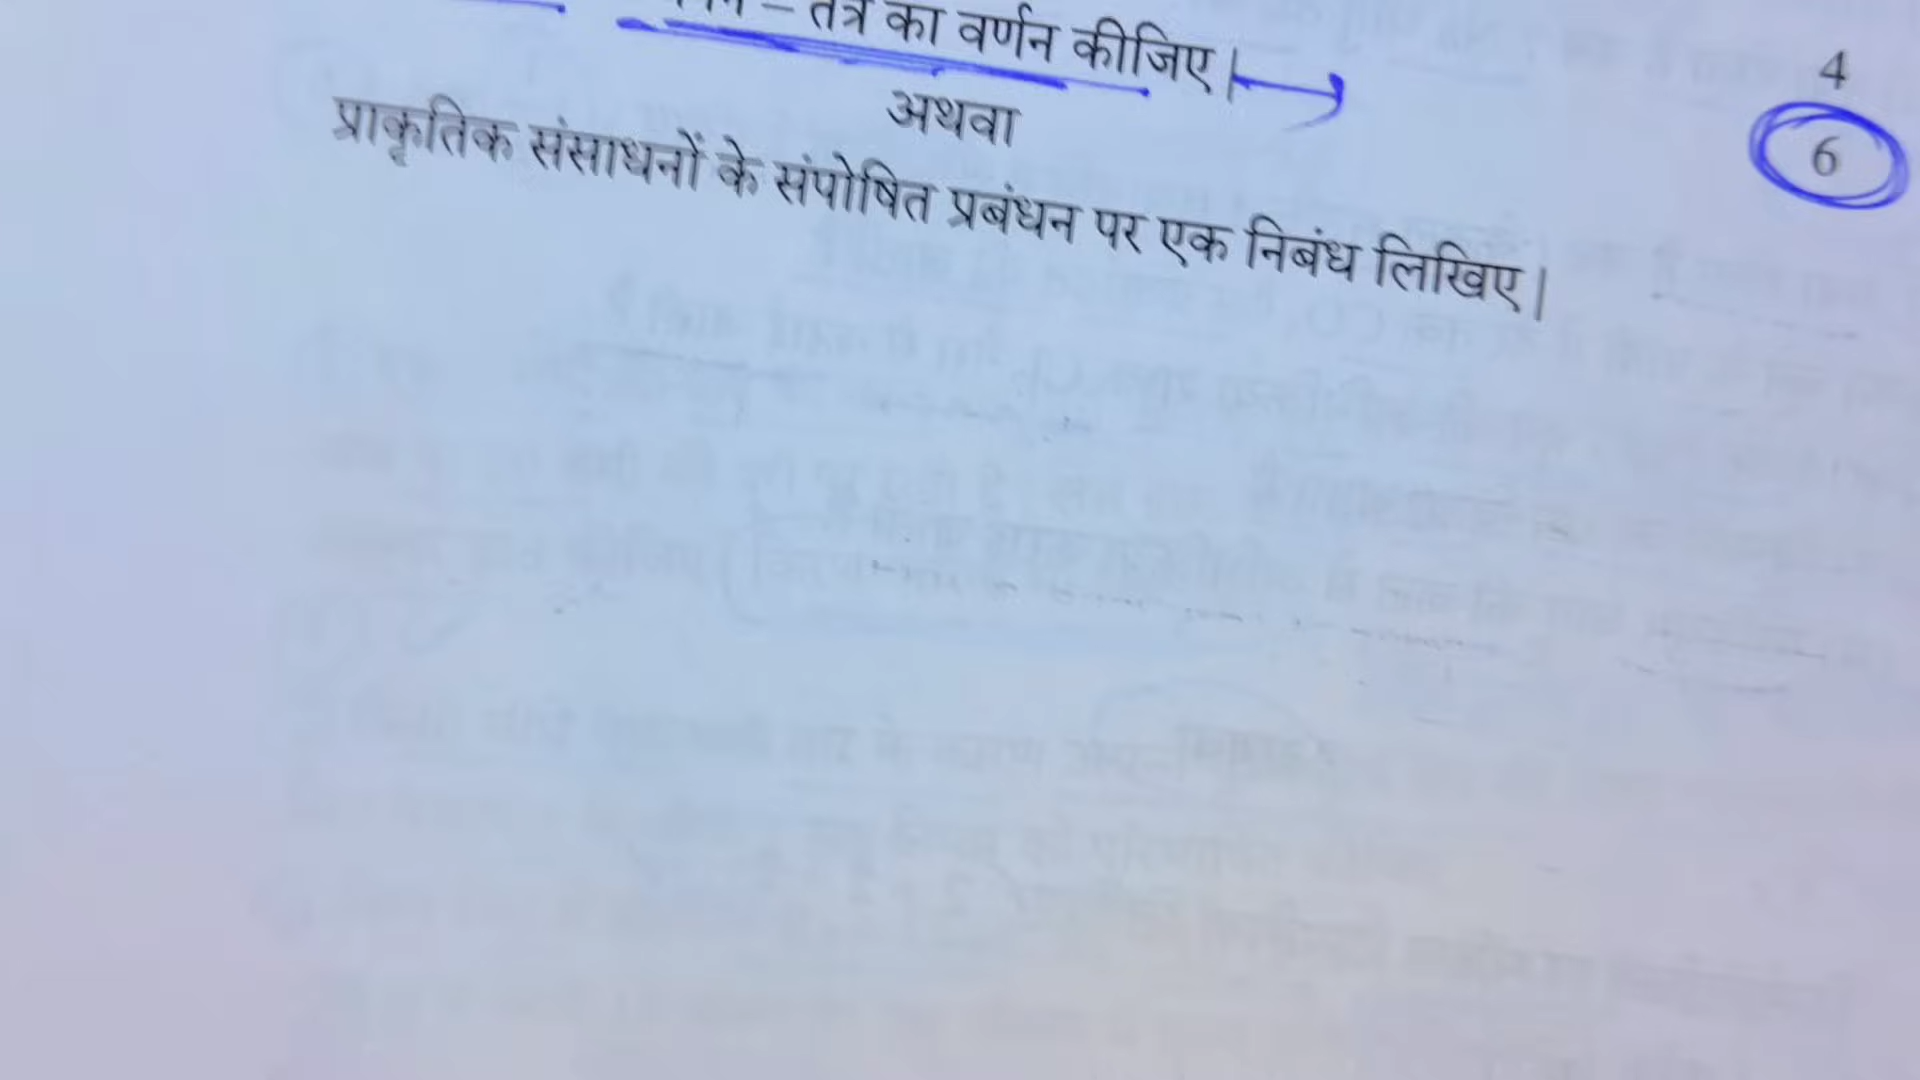 – तंत्र का वर्णन कीजिए। 4
अथवा 6
प्राकृतिक संसाधनों के संपोषित प्रबंधन पर एक निबंध लिखिए।